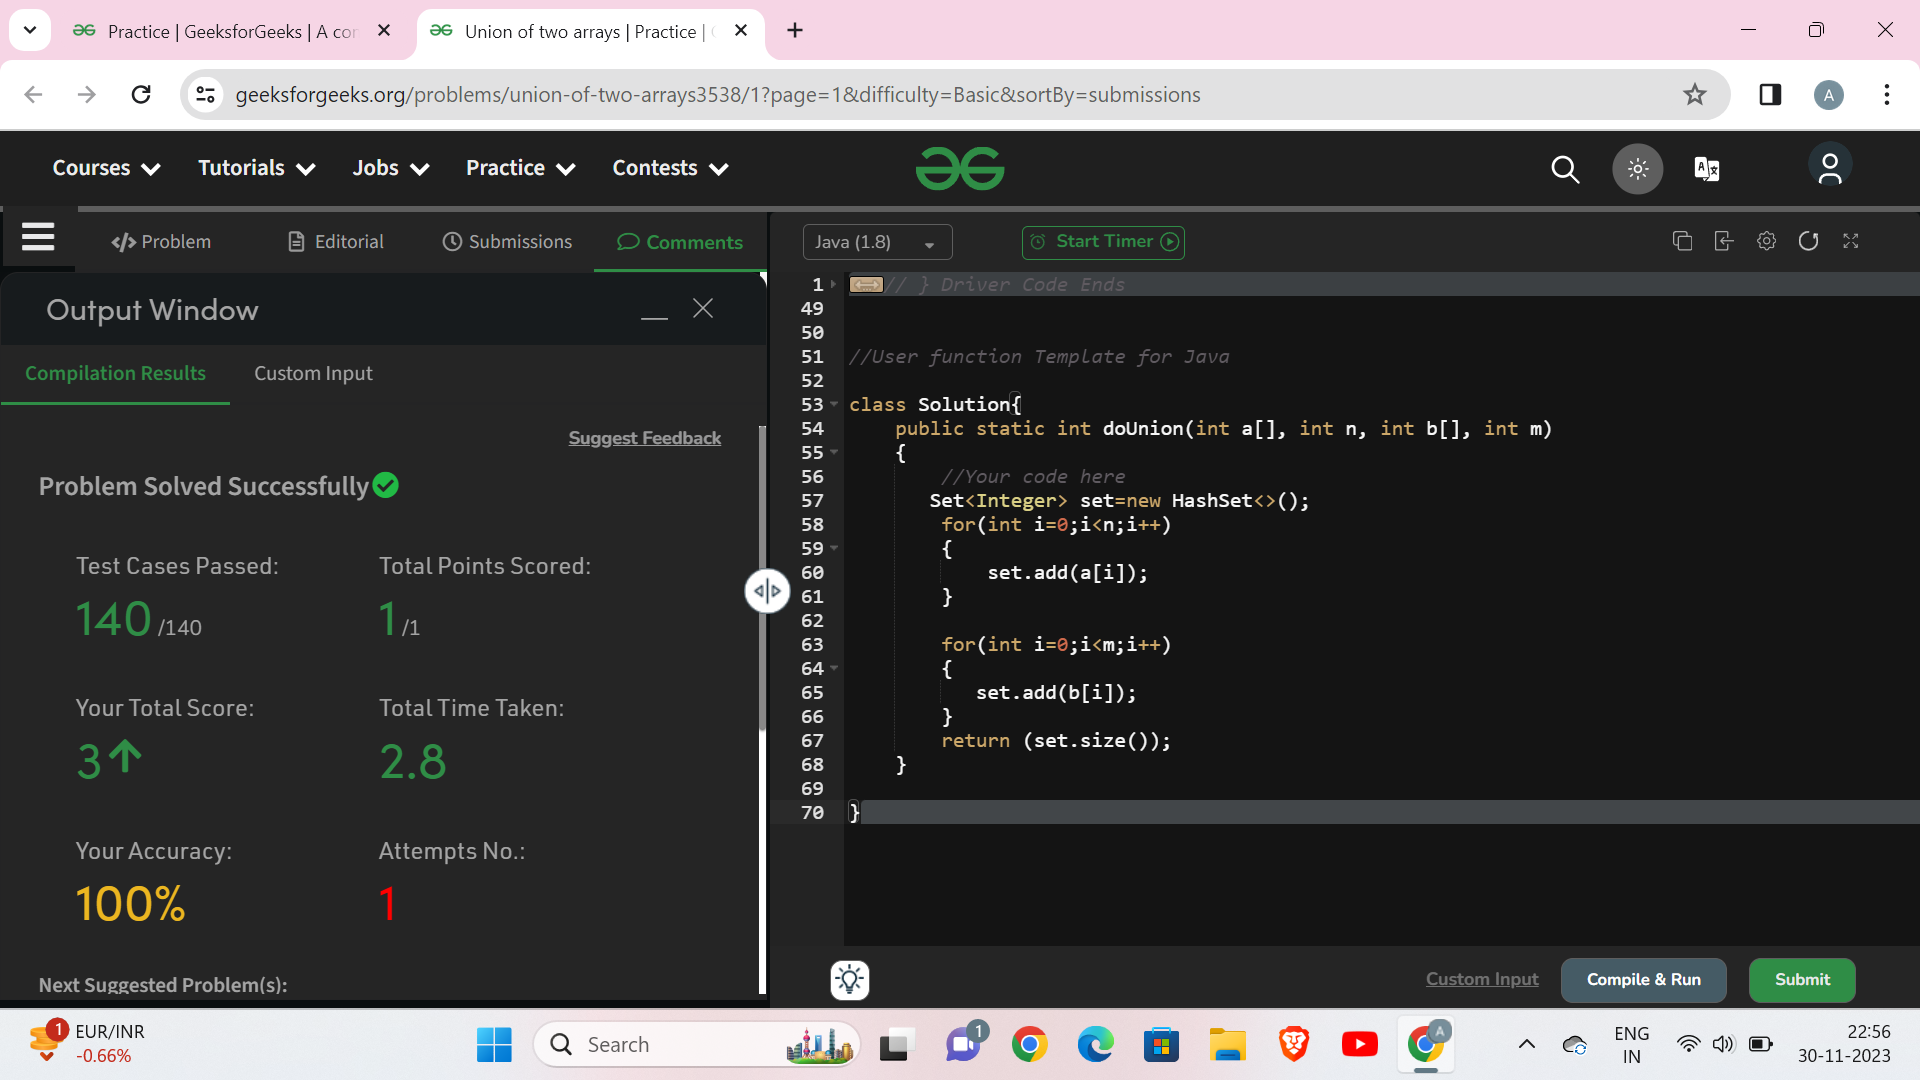 Practice | GeeksforGeeks | A co
Union of two arrays | Practice |
geeksforgeeks.org/problems/union-of-two-arrays3538/1?page=1&difficulty=Basic&sortBy=submissions
A
Courses
Tutorials
Jobs
Practice
Contests
Problem
Editorial
Submissions
Comments
Java (1.8)
Start Timer
Output Window
Compilation Results
Custom Input
Suggest Feedback
Problem Solved Successfully
Test Cases Passed:
140 /140
Total Points Scored:
1 /1
Your Total Score:
3
Total Time Taken:
2.8
Your Accuracy:
100%
Attempts No.:
1
Next Suggested Problem(s):
1 // } Driver Code Ends
49
50
51 //User function Template for Java
52
53 class Solution{
54 public static int doUnion(int a[], int n, int b[], int m)
55 {
56 //Your code here
57 Set<Integer> set=new HashSet<>();
58 for(int i=0;i<n;i++)
59 {
60 set.add(a[i]);
61 }
62
63 for(int i=0;i<m;i++)
64 {
65 set.add(b[i]);
66 }
67 return (set.size());
68 }
69
70 }
Custom Input
Compile & Run
Submit
1
EUR/INR
-0.66%
Search
1
A
ENG
IN
22:56
30-11-2023